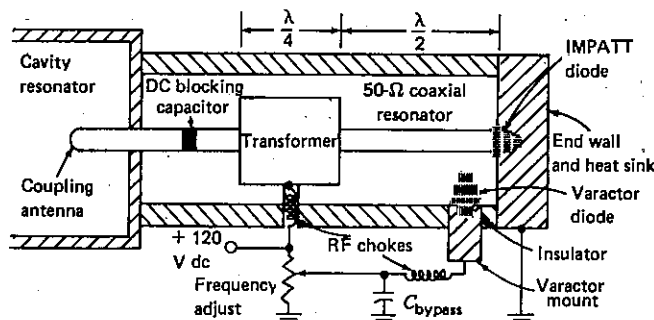 λ
4
λ
2
Cavity
resonator
DC blocking
capacitor
50-Ω coaxial
resonator
IMPATT
diode
Transformer
End wall
and heat sink
Coupling
antenna
Varactor
diode
+ 120
V dc
RF chokes
Insulator
Frequency
adjust
Cbypass
Varactor
mount